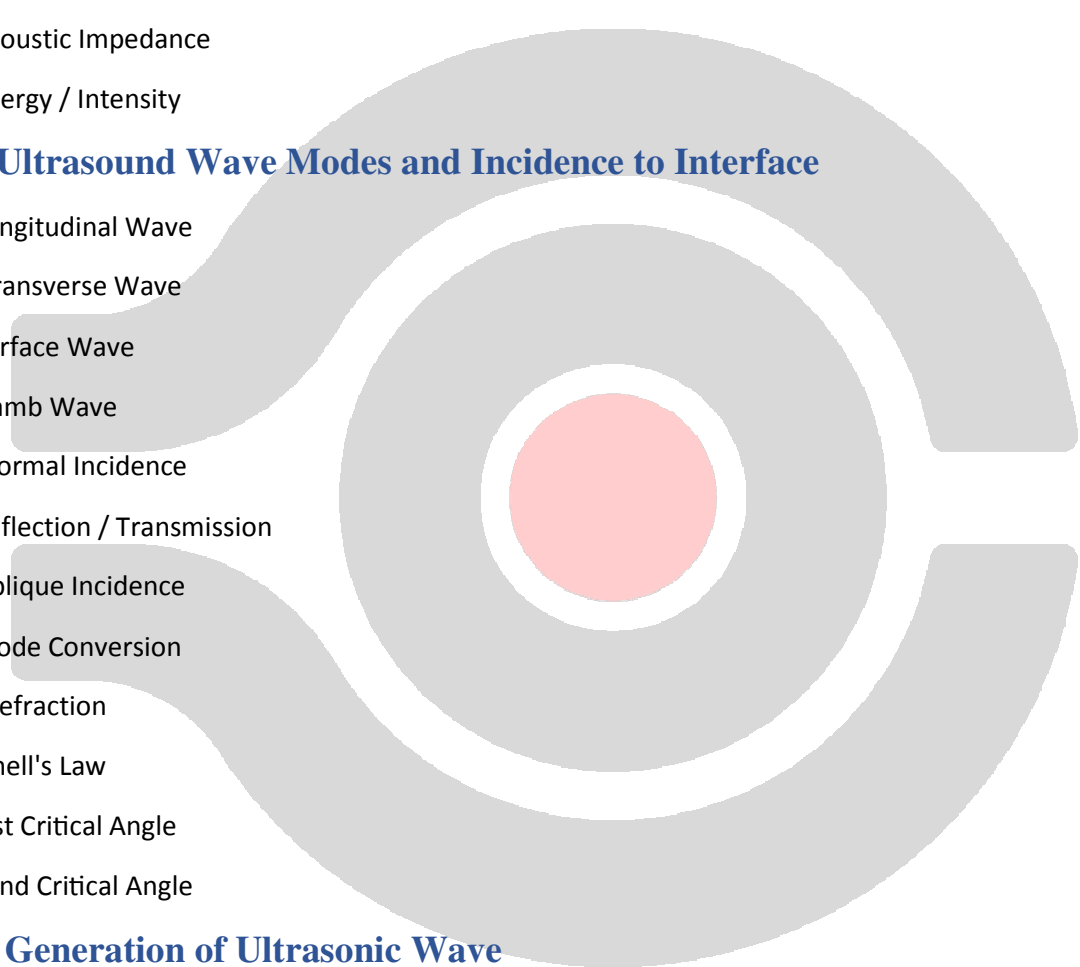 oustic Impedance
ergy / Intensity
Ultrasound Wave Modes and Incidence to Interface
ngitudinal Wave
ansverse Wave
rface Wave
mb Wave
ormal Incidence
flection / Transmission
lique Incidence
ode Conversion
efraction
nell's Law
st Critical Angle
nd Critical Angle
Generation of Ultrasonic Wave